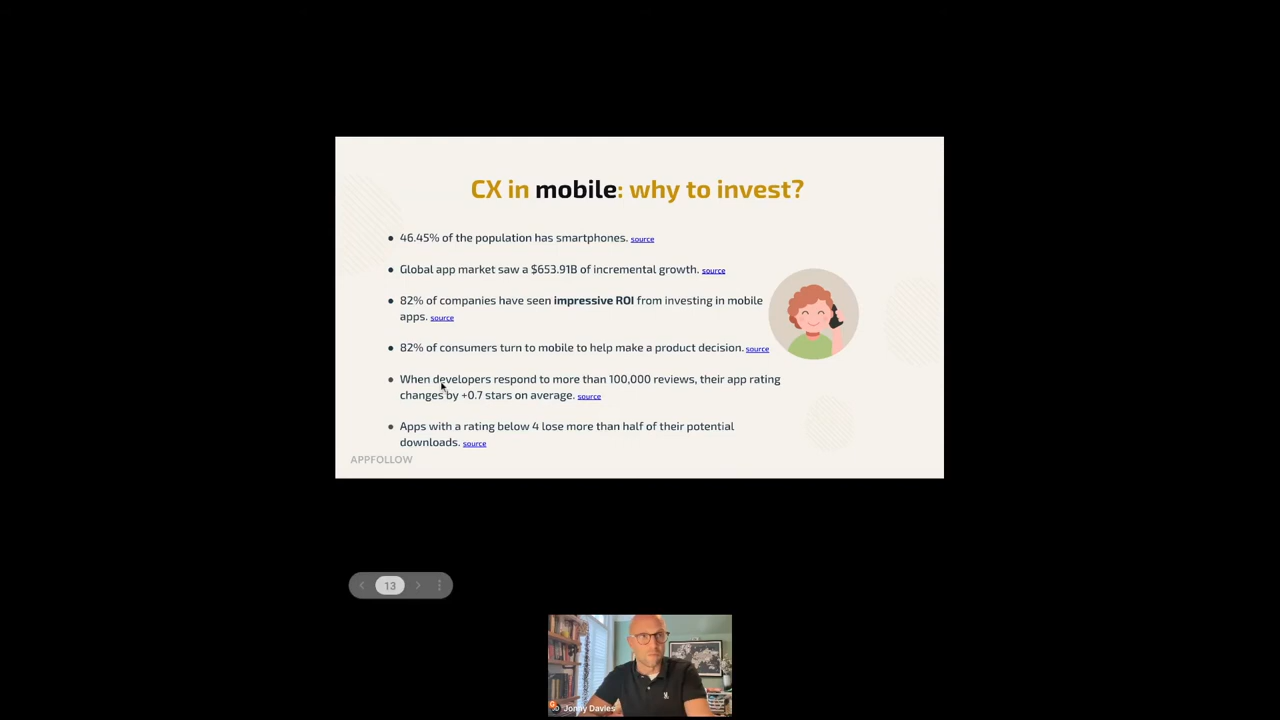 CX in mobile: why to invest?
● 46.45% of the population has smartphones. source
● Global app market saw a $653.91B of incremental growth. source
● 82% of companies have seen impressive ROI from investing in mobile
apps. source
● 82% of consumers turn to mobile to help make a product decision. source
● When developers respond to more than 100,000 reviews, their app rating
changes by +0.7 stars on average. source
● Apps with a rating below 4 lose more than half of their potential
downloads. source
APPFOLLOW
13
Jonny Davies